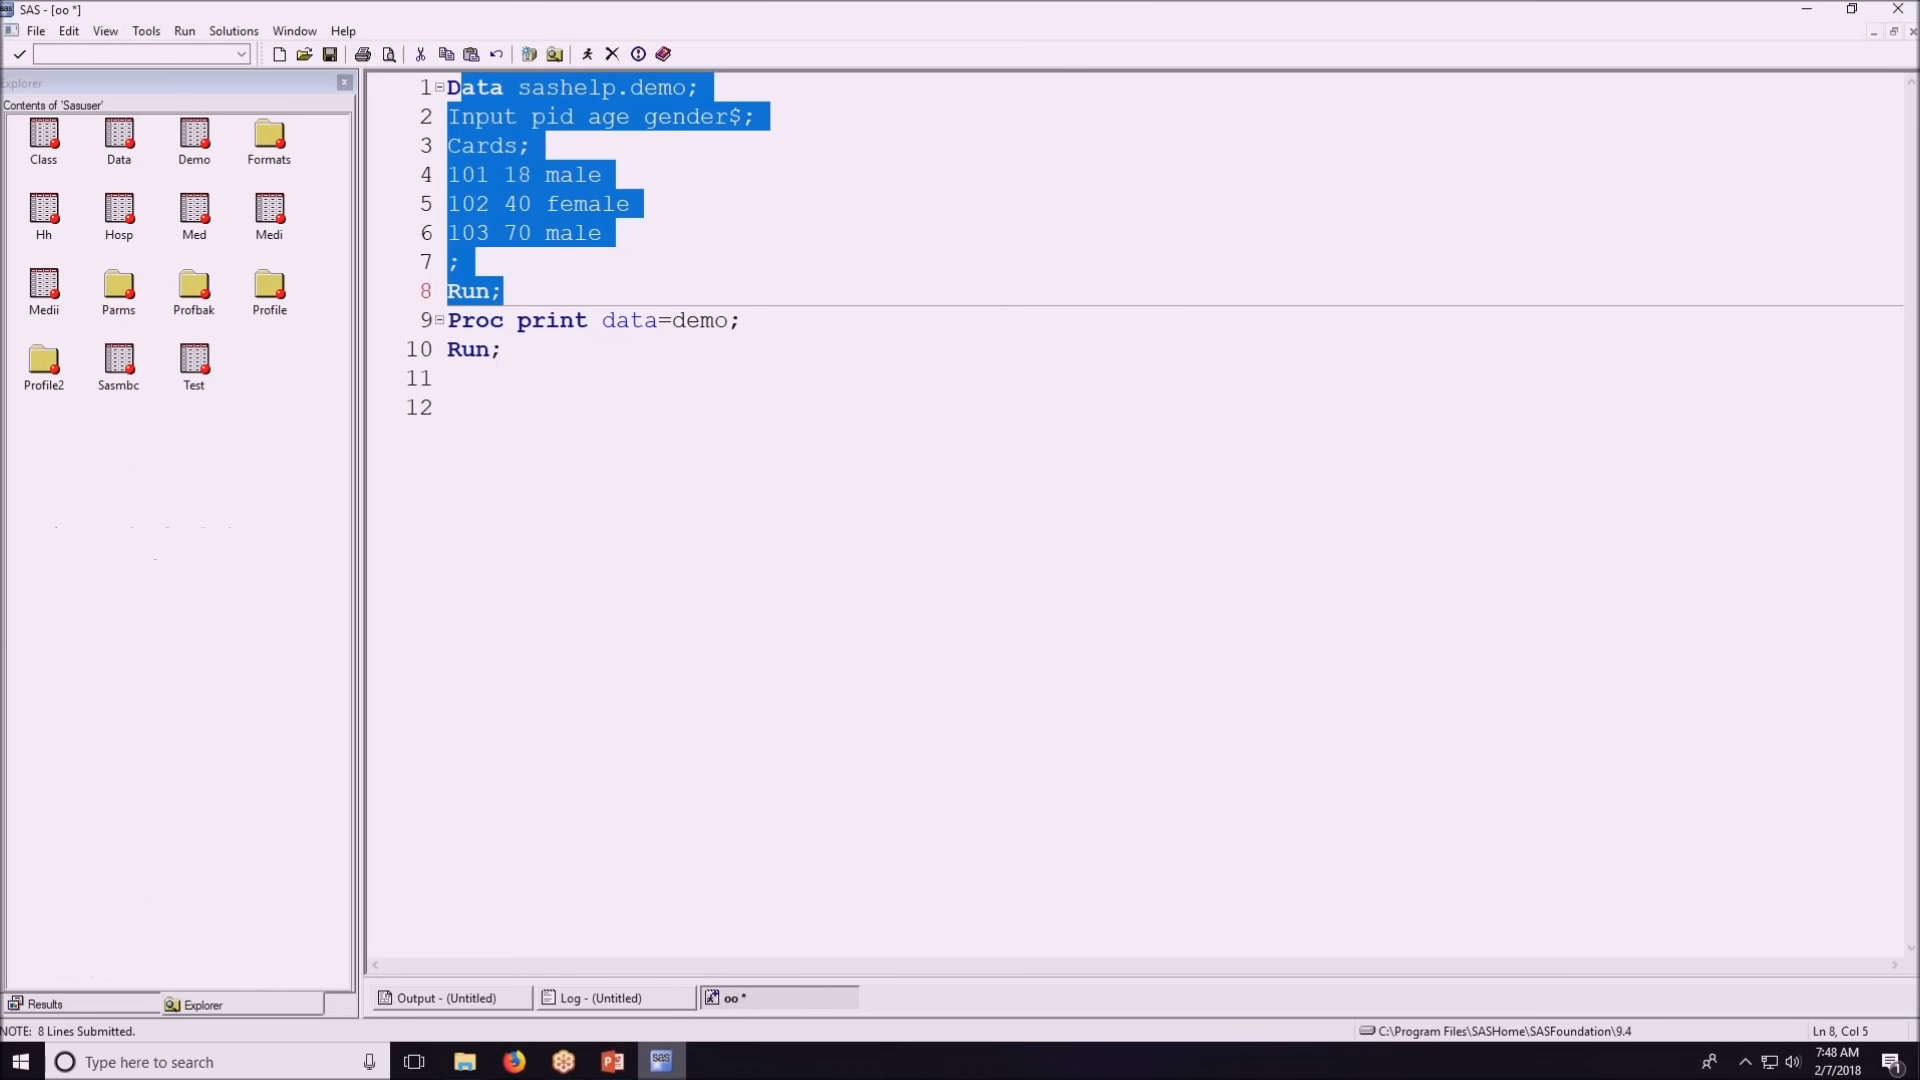 SAS - [oo *]
File Edit View Tools Run Solutions Window Help
Explorer
Contents of 'Sasuser'
Class Data Demo Formats
Hh Hosp Med Medi
Medii Parms Profbak Profile
Profile2 Sasmbc Test
1 Data sashelp.demo;
2 Input pid age gender$;
3 Cards;
4 101 18 male
5 102 40 female
6 103 70 male
7 ;
8 Run;
9 Proc print data=demo;
10 Run;
11
12
Results Explorer
Output - (Untitled) Log - (Untitled) oo *
NOTE: 8 Lines Submitted.
C:\Program Files\SASHome\SASFoundation\9.4
Ln 8, Col 5
Type here to search
sas
7:48 AM
2/7/2018
1